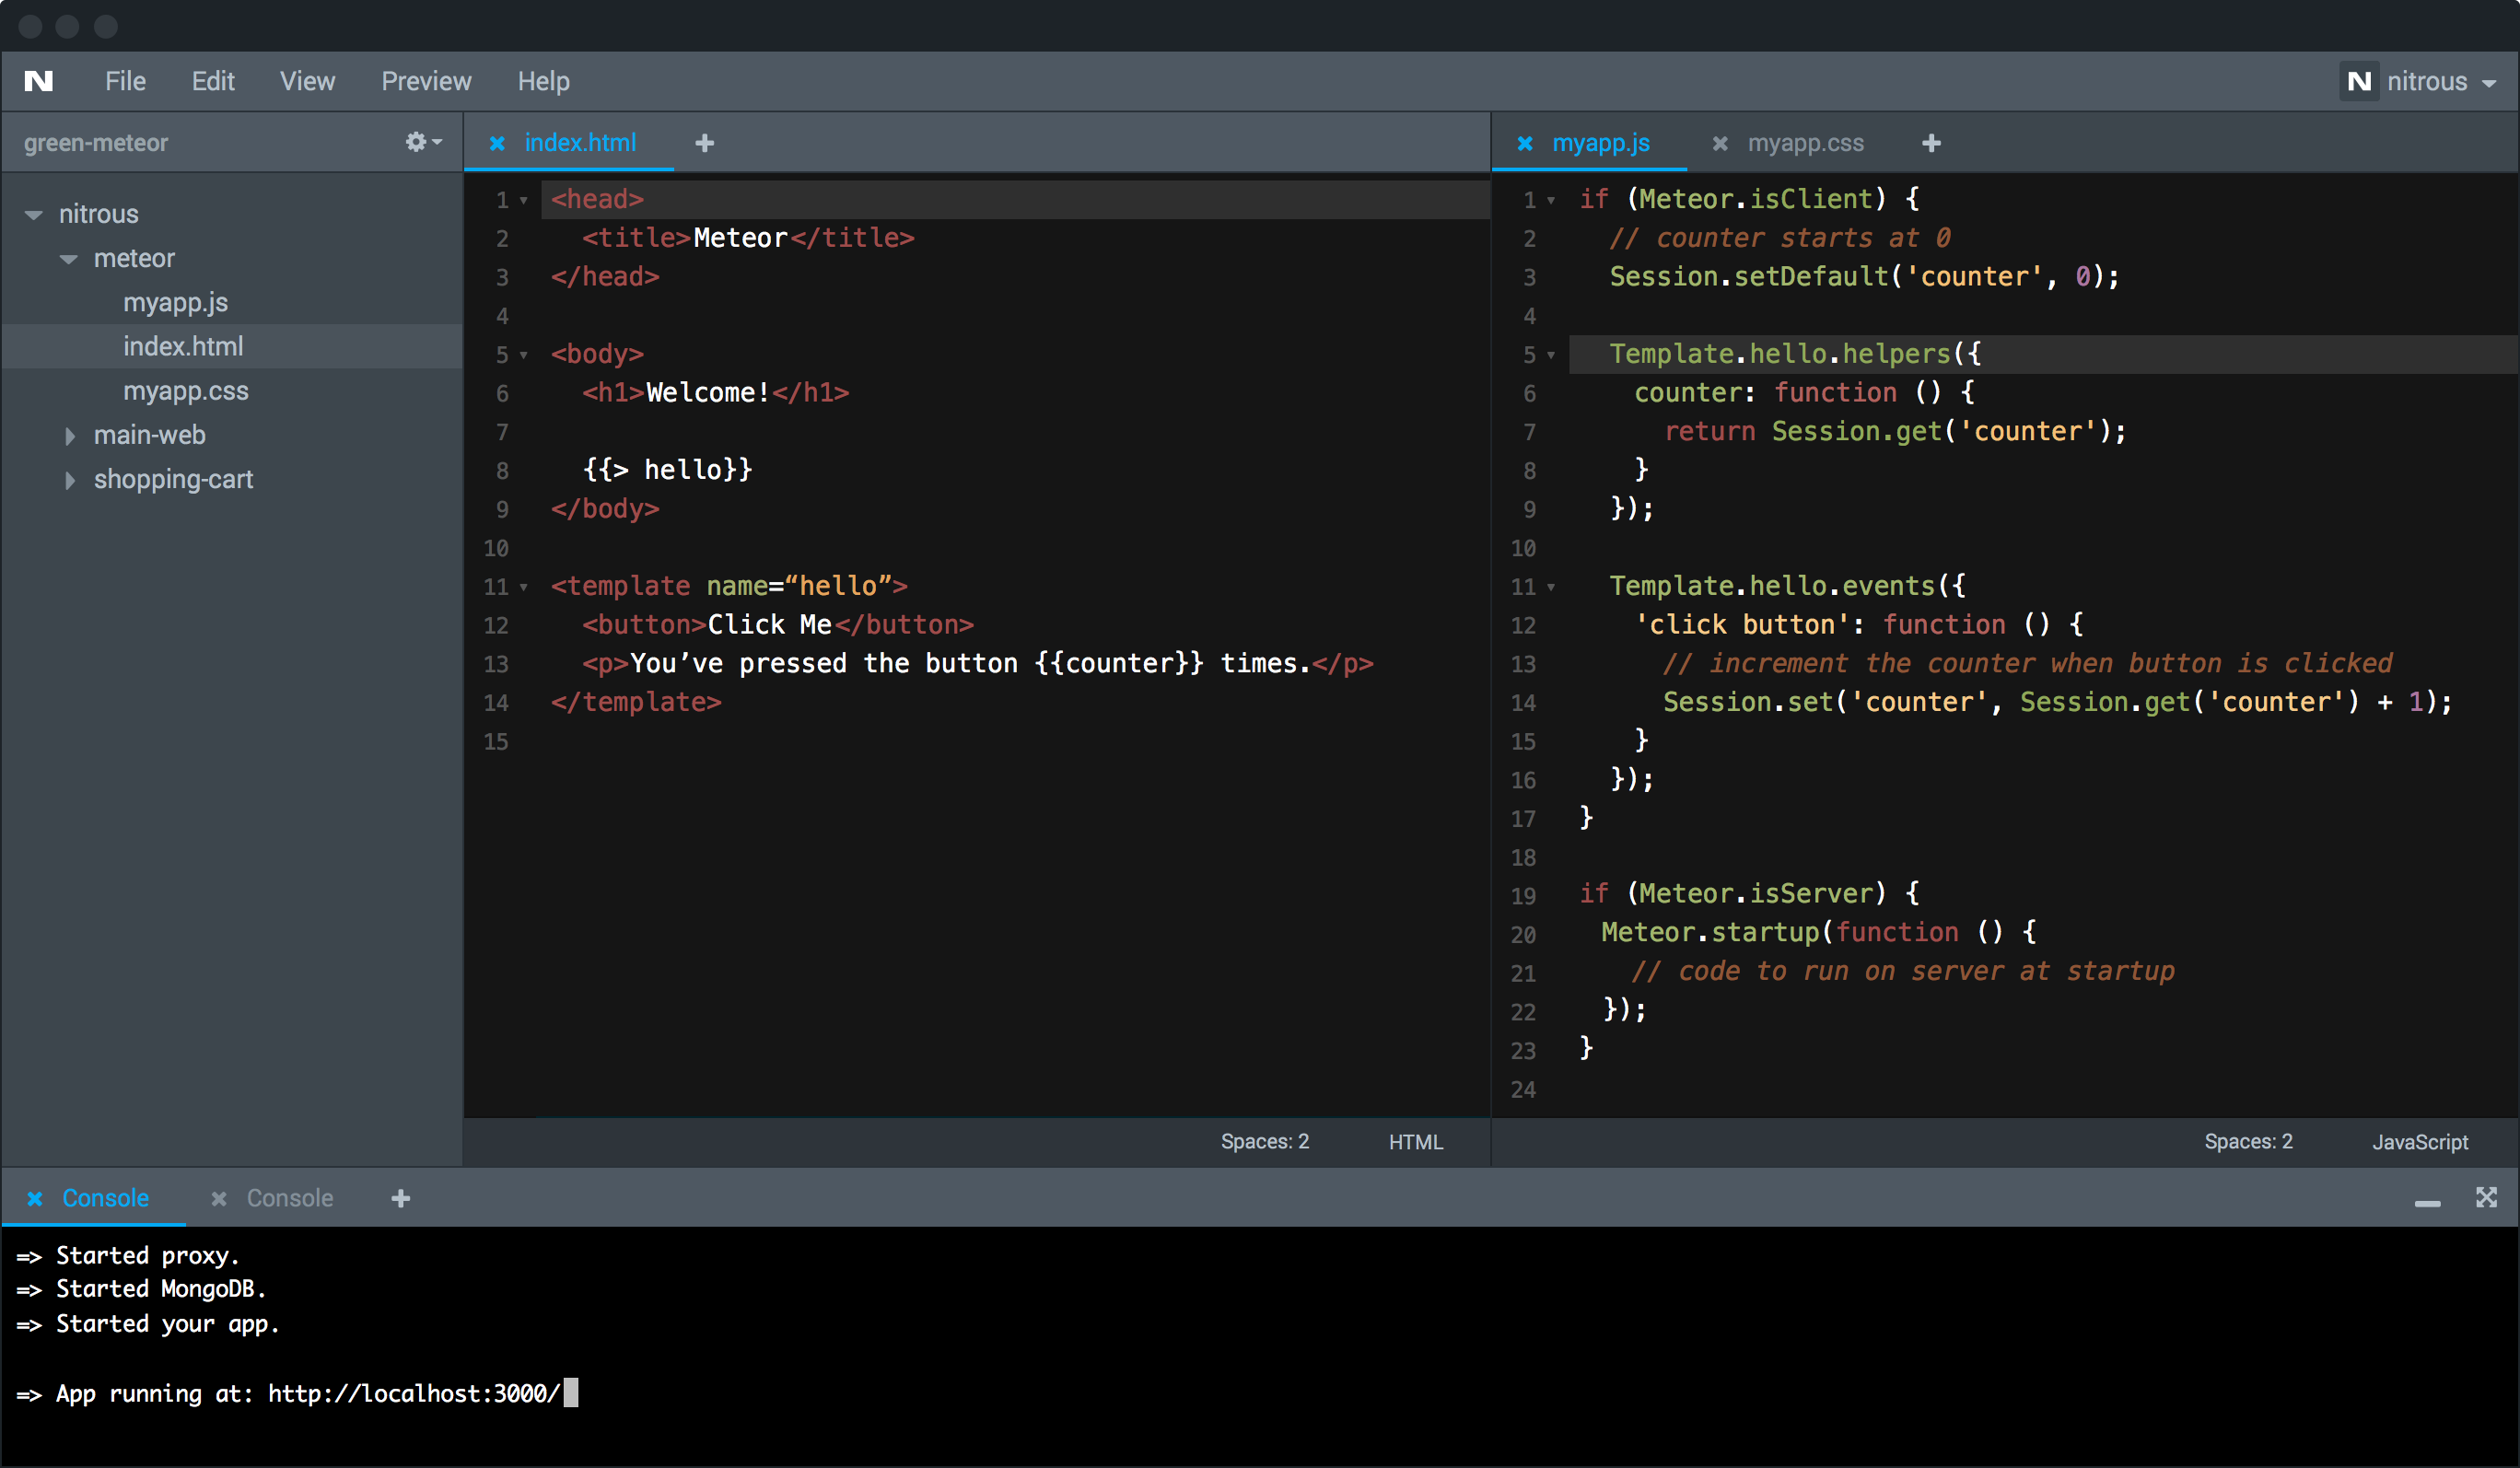 N File Edit View Preview Help N nitrous
green-meteor
nitrous
meteor
myapp.js
index.html
myapp.css
main-web
shopping-cart
index.html
1 <head>
2   <title>Meteor</title>
3 </head>
4
5 <body>
6   <h1>Welcome!</h1>
7
8   {{> hello}}
9 </body>
10
11 <template name=“hello”>
12   <button>Click Me</button>
13   <p>You’ve pressed the button {{counter}} times.</p>
14 </template>
15
Spaces: 2 HTML
myapp.js myapp.css
1 if (Meteor.isClient) {
2   // counter starts at 0
3   Session.setDefault('counter', 0);
4
5   Template.hello.helpers({
6     counter: function () {
7       return Session.get('counter');
8     }
9   });
10
11   Template.hello.events({
12     'click button': function () {
13       // increment the counter when button is clicked
14       Session.set('counter', Session.get('counter') + 1);
15     }
16   });
17 }
18
19 if (Meteor.isServer) {
20   Meteor.startup(function () {
21     // code to run on server at startup
22   });
23 }
24
Spaces: 2 JavaScript
Console Console
=> Started proxy.
=> Started MongoDB.
=> Started your app.
=> App running at: http://localhost:3000/